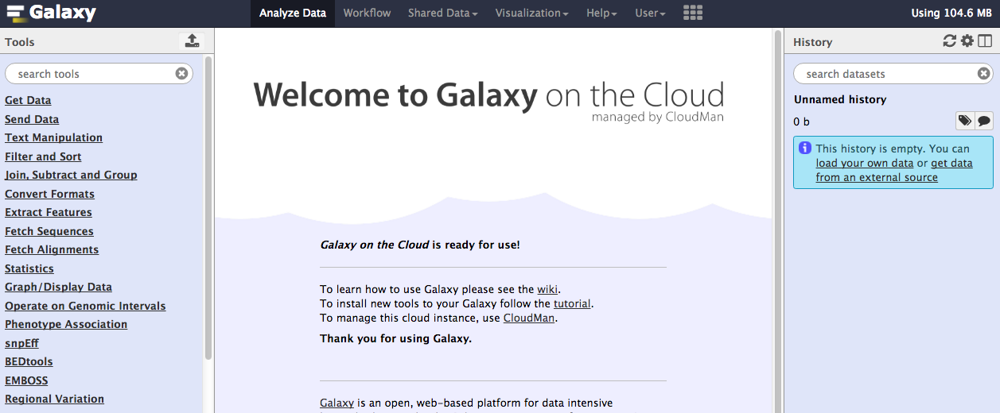 Galaxy
Analyze Data
Workflow
Shared Data
Visualization
Help
User
Using 104.6 MB
Tools
search tools
Get Data
Send Data
Text Manipulation
Filter and Sort
Join, Subtract and Group
Convert Formats
Extract Features
Fetch Sequences
Fetch Alignments
Statistics
Graph/Display Data
Operate on Genomic Intervals
Phenotype Association
snpEff
BEDtools
EMBOSS
Regional Variation
Welcome to Galaxy on the Cloud
managed by CloudMan
Galaxy on the Cloud is ready for use!
To learn how to use Galaxy please see the wiki.
To install new tools to your Galaxy follow the tutorial.
To manage this cloud instance, use CloudMan.
Thank you for using Galaxy.
Galaxy is an open, web-based platform for data intensive
History
search datasets
Unnamed history
0 b
This history is empty. You can
load your own data or get data
from an external source